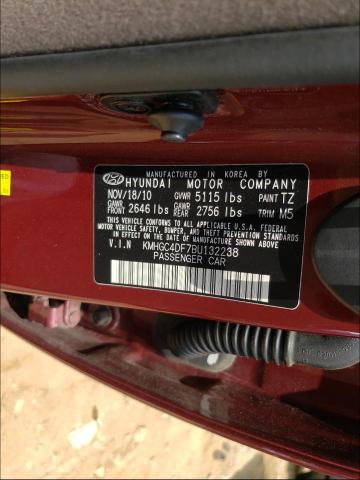 MANUFACTURED IN KOREA BY
HYUNDAI MOTOR COMPANY
NOV/18/10 GVWR 5115 lbs PAINT TZ
GAWR FRONT 2646 lbs GAWR REAR 2756 lbs TRIM M5
THIS VEHICLE CONFORMS TO ALL APPLICABLE FEDERAL
MOTOR VEHICLE SAFETY, BUMPER, AND THEFT PREVENTION
STANDARDS IN EFFECT ON THE DATE OF MANUFACTURE
SHOWN ABOVE.
V.I.N KMHGC4DF7BU132238
PASSENGER CAR